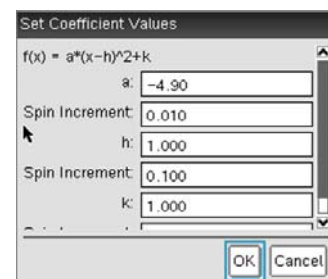 Set Coefficient Values
f(x) = a*(x-h)^2+k
a: -4.90
Spin Increment: 0.010
h: 1.000
Spin Increment: 0.100
k: 1.000
OK Cancel